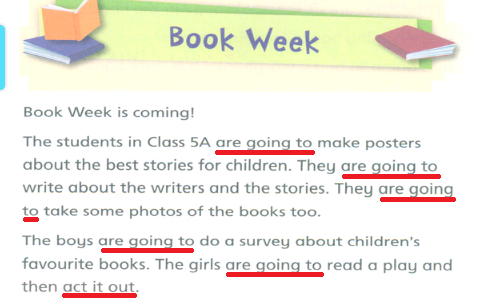 Book Week
Book Week is coming!
The students in Class 5A are going to make posters
about the best stories for children. They are going to
write about the writers and the stories. They are going
to take some photos of the books too.
The boys are going to do a survey about children's
favourite books. The girls are going to read a play and
then act it out.